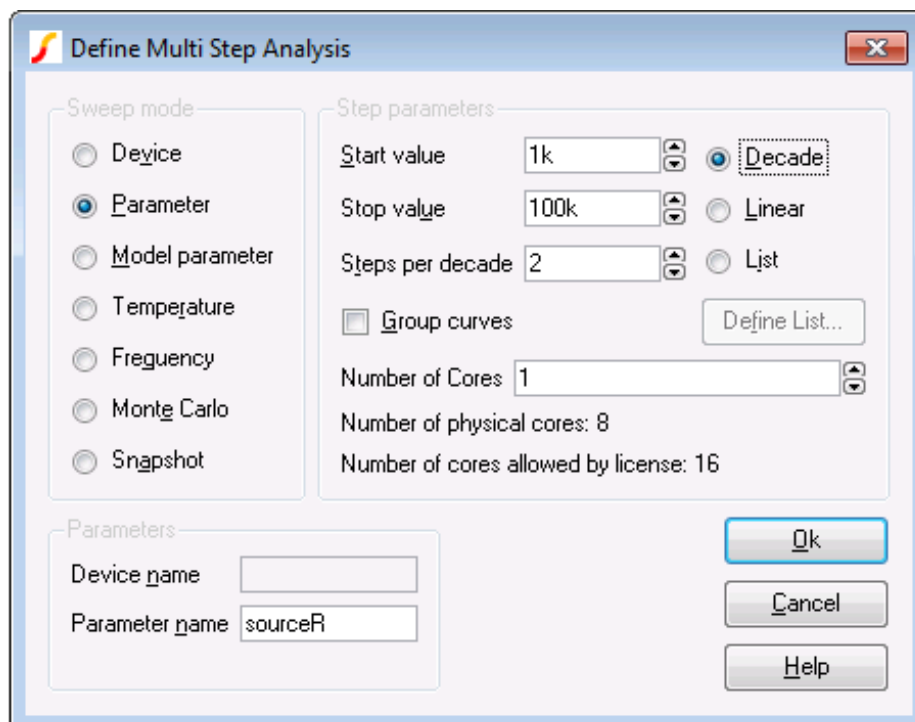 Define Multi Step Analysis
Sweep mode
Device
Parameter
Model parameter
Temperature
Freguency
Monte Carlo
Snapshot
Step parameters
Start value 1k Decade
Stop value 100k Linear
Steps per decade 2 List
Group curves Define List...
Number of Cores 1
Number of physical cores: 8
Number of cores allowed by license: 16
Parameters
Device name
Parameter name sourceR
Ok
Cancel
Help